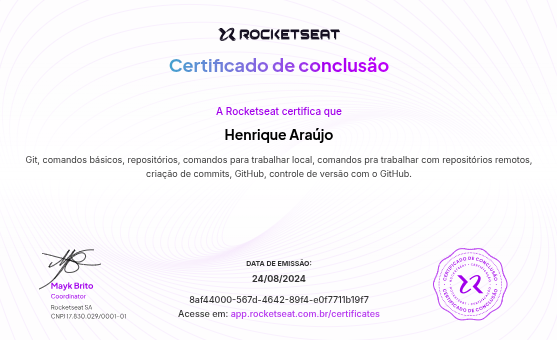 ROCKETSEAT
Certificado de conclusão
A Rocketseat certifica que
Henrique Araújo
Git, comandos básicos, repositórios, comandos para trabalhar local, comandos pra trabalhar com repositórios remotos,
criação de commits, GitHub, controle de versão com o GitHub.
Mayk Brito
Coordinator
Rocketseat SA
CNPJ 17.830.029/0001-01
DATA DE EMISSÃO:
24/08/2024
8af44000-567d-4642-89f4-e0f7711b19f7
Acesse em: app.rocketseat.com.br/certificates
CERTIFICADO DE CONCLUSÃO
CERTIFICADO DE CONCLUSÃO